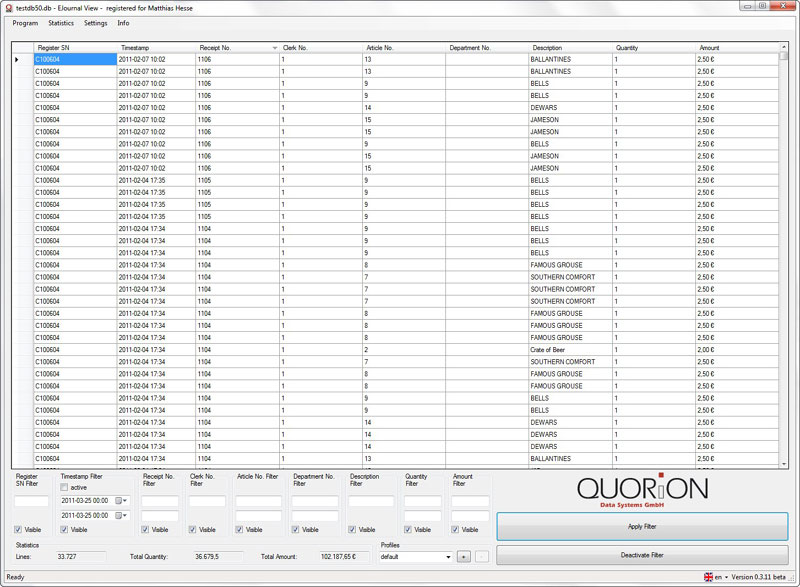 testdb50.db - EJournal View - registered for Matthias Hesse
Program Statistics Settings Info
Register SN Timestamp Receipt No. Clerk No. Article No. Department No. Description Quantity Amount
C100604 2011-02-07 10:02 1106 1 13 BALLANTINES 1 2,50 €
C100604 2011-02-07 10:02 1106 1 13 BALLANTINES 1 2,50 €
C100604 2011-02-07 10:02 1106 1 9 BELLS 1 2,50 €
C100604 2011-02-07 10:02 1106 1 9 BELLS 1 2,50 €
C100604 2011-02-07 10:02 1106 1 14 DEWARS 1 2,50 €
C100604 2011-02-07 10:02 1106 1 15 JAMESON 1 2,50 €
C100604 2011-02-07 10:02 1106 1 15 JAMESON 1 2,50 €
C100604 2011-02-07 10:02 1106 1 9 BELLS 1 2,50 €
C100604 2011-02-07 10:02 1106 1 15 JAMESON 1 2,50 €
C100604 2011-02-07 10:02 1106 1 15 JAMESON 1 2,50 €
C100604 2011-02-04 17:35 1105 1 9 BELLS 1 2,50 €
C100604 2011-02-04 17:35 1105 1 9 BELLS 1 2,50 €
C100604 2011-02-04 17:35 1105 1 9 BELLS 1 2,50 €
C100604 2011-02-04 17:35 1105 1 9 BELLS 1 2,50 €
C100604 2011-02-04 17:34 1104 1 9 BELLS 1 2,50 €
C100604 2011-02-04 17:34 1104 1 9 BELLS 1 2,50 €
C100604 2011-02-04 17:34 1104 1 9 BELLS 1 2,50 €
C100604 2011-02-04 17:34 1104 1 8 FAMOUS GROUSE 1 2,50 €
C100604 2011-02-04 17:34 1104 1 7 SOUTHERN COMFORT 1 2,50 €
C100604 2011-02-04 17:34 1104 1 7 SOUTHERN COMFORT 1 2,50 €
C100604 2011-02-04 17:34 1104 1 7 SOUTHERN COMFORT 1 2,50 €
C100604 2011-02-04 17:34 1104 1 8 FAMOUS GROUSE 1 2,50 €
C100604 2011-02-04 17:34 1104 1 8 FAMOUS GROUSE 1 2,50 €
C100604 2011-02-04 17:34 1104 1 8 FAMOUS GROUSE 1 2,50 €
C100604 2011-02-04 17:34 1104 1 2 Crate of Beer 1 2,00 €
C100604 2011-02-04 17:34 1104 1 7 SOUTHERN COMFORT 1 2,50 €
C100604 2011-02-04 17:34 1104 1 8 FAMOUS GROUSE 1 2,50 €
C100604 2011-02-04 17:34 1104 1 8 FAMOUS GROUSE 1 2,50 €
C100604 2011-02-04 17:34 1104 1 9 BELLS 1 2,50 €
C100604 2011-02-04 17:34 1104 1 9 BELLS 1 2,50 €
C100604 2011-02-04 17:34 1104 1 14 DEWARS 1 2,50 €
C100604 2011-02-04 17:34 1104 1 14 DEWARS 1 2,50 €
C100604 2011-02-04 17:34 1104 1 14 DEWARS 1 2,50 €
C100604 2011-02-04 17:34 1104 1 13 BALLANTINES 1 2,50 €
Register SN Filter Timestamp Filter Receipt No. Filter Clerk No. Filter Article No. Filter Department No. Filter Description Filter Quantity Filter Amount Filter
active
2011-03-25 00:00
2011-03-25 00:00
Visible Visible Visible Visible Visible Visible Visible Visible Visible
QUORiON
Data Systems GmbH
Apply Filter
Statistics Profiles
Lines: 33.727 Total Quantity: 36.679,5 Total Amount: 102.187,65 € default + -
Deactivate Filter
Ready en Version 0.3.11 beta